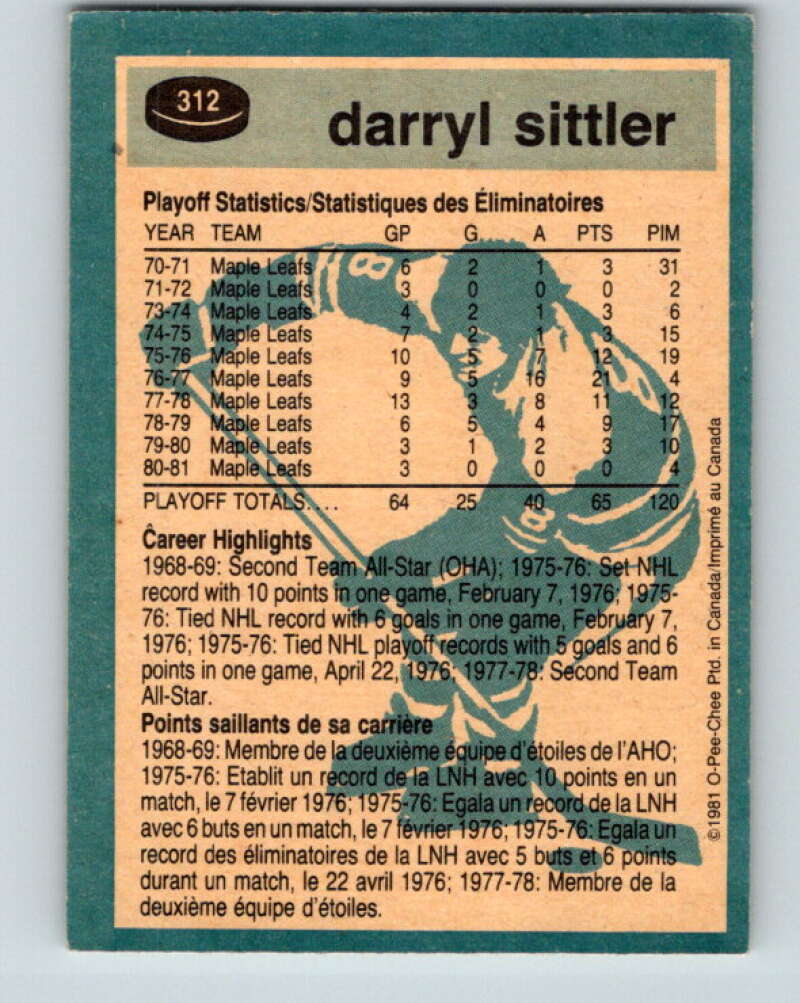 312
darryl sittler
Playoff Statistics/Statistiques des Éliminatoires
YEAR TEAM GP G A PTS PIM
70-71 Maple Leafs 6 2 1 3 31
71-72 Maple Leafs 3 0 0 0 2
73-74 Maple Leafs 4 2 1 3 6
74-75 Maple Leafs 7 2 1 3 15
75-76 Maple Leafs 10 5 7 12 19
76-77 Maple Leafs 9 5 16 21 4
77-78 Maple Leafs 13 3 8 11 12
78-79 Maple Leafs 6 5 4 9 17
79-80 Maple Leafs 3 1 2 3 10
80-81 Maple Leafs 3 0 0 0 4
PLAYOFF TOTALS.... 64 25 40 65 120
Career Highlights
1968-69: Second Team All-Star (OHA); 1975-76: Set NHL
record with 10 points in one game, February 7, 1976; 1975-
76: Tied NHL record with 6 goals in one game, February 7,
1976; 1975-76: Tied NHL playoff records with 5 goals and 6
points in one game, April 22, 1976; 1977-78: Second Team
All-Star.
Points saillants de sa carrière
1968-69: Membre de la deuxième équipe d'étoiles de l'AHO;
1975-76: Etablit un record de la LNH avec 10 points en un
match, le 7 février 1976; 1975-76: Egala un record de la LNH
avec 6 buts en un match, le 7 février 1976; 1975-76: Egala un
record des éliminatoires de la LNH avec 5 buts et 6 points
durant un match, le 22 avril 1976; 1977-78: Membre de la
deuxième équipe d'étoiles.
©1981 O-Pee-Chee Ptd. in Canada/Imprimé au Canada
8
8